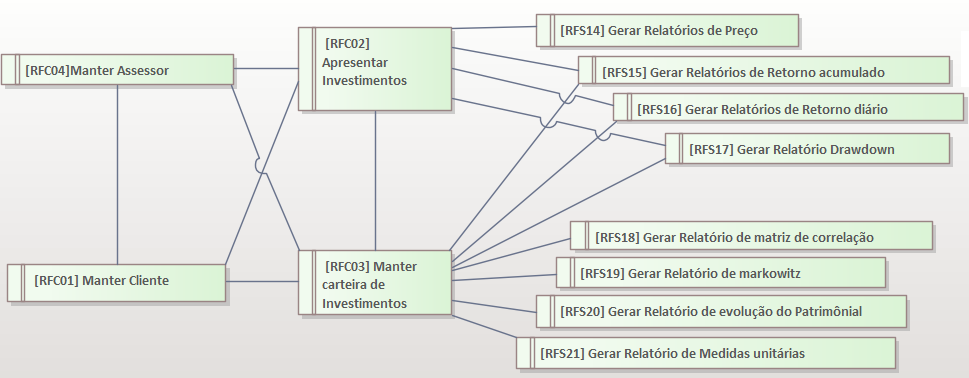 [RFC04]Manter Assessor
[RFC01] Manter Cliente
[RFC02]
Apresentar
Investimentos
[RFC03] Manter
carteira de
Investimentos
[RFS14] Gerar Relatórios de Preço
[RFS15] Gerar Relatórios de Retorno acumulado
[RFS16] Gerar Relatórios de Retorno diário
[RFS17] Gerar Relatório Drawdown
[RFS18] Gerar Relatório de matriz de correlação
[RFS19] Gerar Relatório de markowitz
[RFS20] Gerar Relatório de evolução do Patrimônial
[RFS21] Gerar Relatório de Medidas unitárias